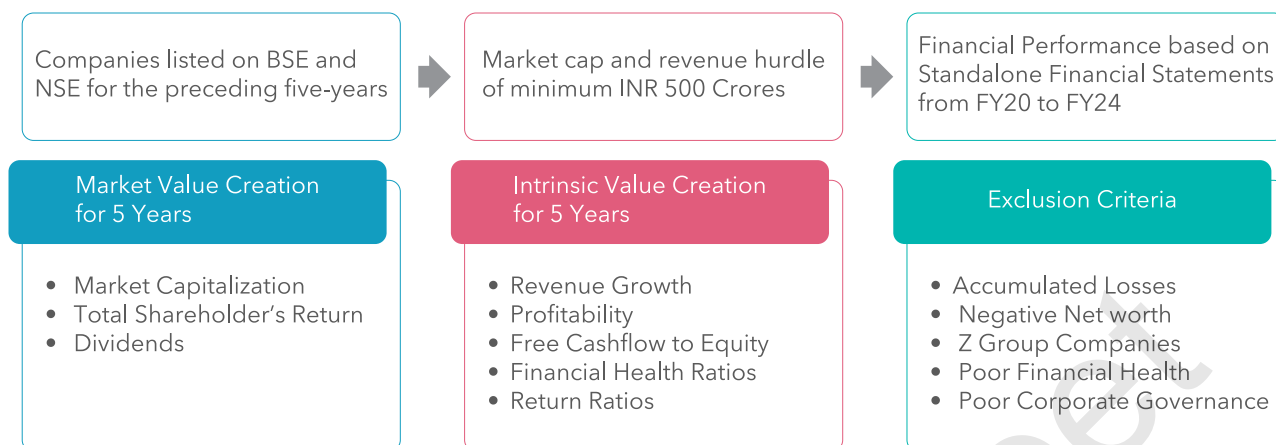 Companies listed on BSE and
NSE for the preceding five-years
Market cap and revenue hurdle
of minimum INR 500 Crores
Financial Performance based on
Standalone Financial Statements
from FY20 to FY24
Market Value Creation
for 5 Years
• Market Capitalization
• Total Shareholder's Return
• Dividends
Intrinsic Value Creation
for 5 Years
• Revenue Growth
• Profitability
• Free Cashflow to Equity
• Financial Health Ratios
• Return Ratios
Exclusion Criteria
• Accumulated Losses
• Negative Net worth
• Z Group Companies
• Poor Financial Health
• Poor Corporate Governance